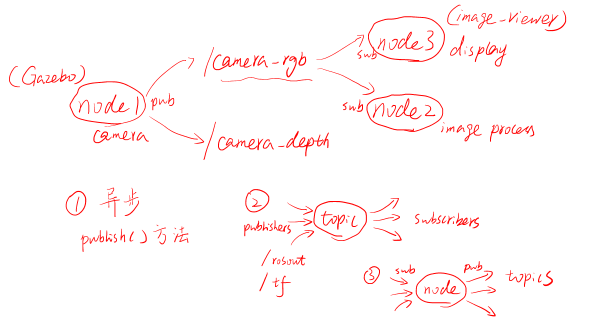 (Gazebo)
node1
pub
camera
/camera_rgb
/camera_depth
sub
node3
(image_viewer)
display
sub
node2
image process
① 异步
publish() 方法
②
publishers
topic
subscribers
/rosout
/tf
③
sub
node
pub
topics